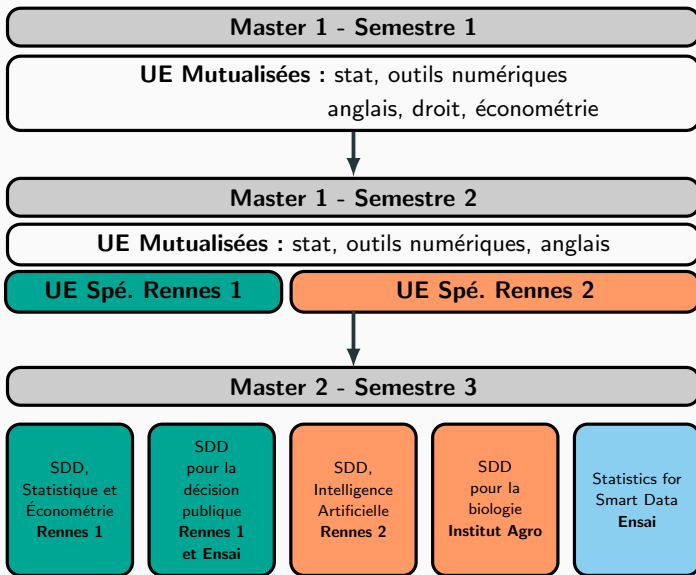 Master 1 - Semestre 1
UE Mutualisées : stat, outils numériques
anglais, droit, économétrie
Master 1 - Semestre 2
UE Mutualisées : stat, outils numériques, anglais
UE Spé. Rennes 1
UE Spé. Rennes 2
Master 2 - Semestre 3
SDD,
Statistique et
Économétrie
Rennes 1
SDD
pour la
décision
publique
Rennes 1
et Ensai
SDD,
Intelligence
Artificielle
Rennes 2
SDD
pour la
biologie
Institut Agro
Statistics for
Smart Data
Ensai